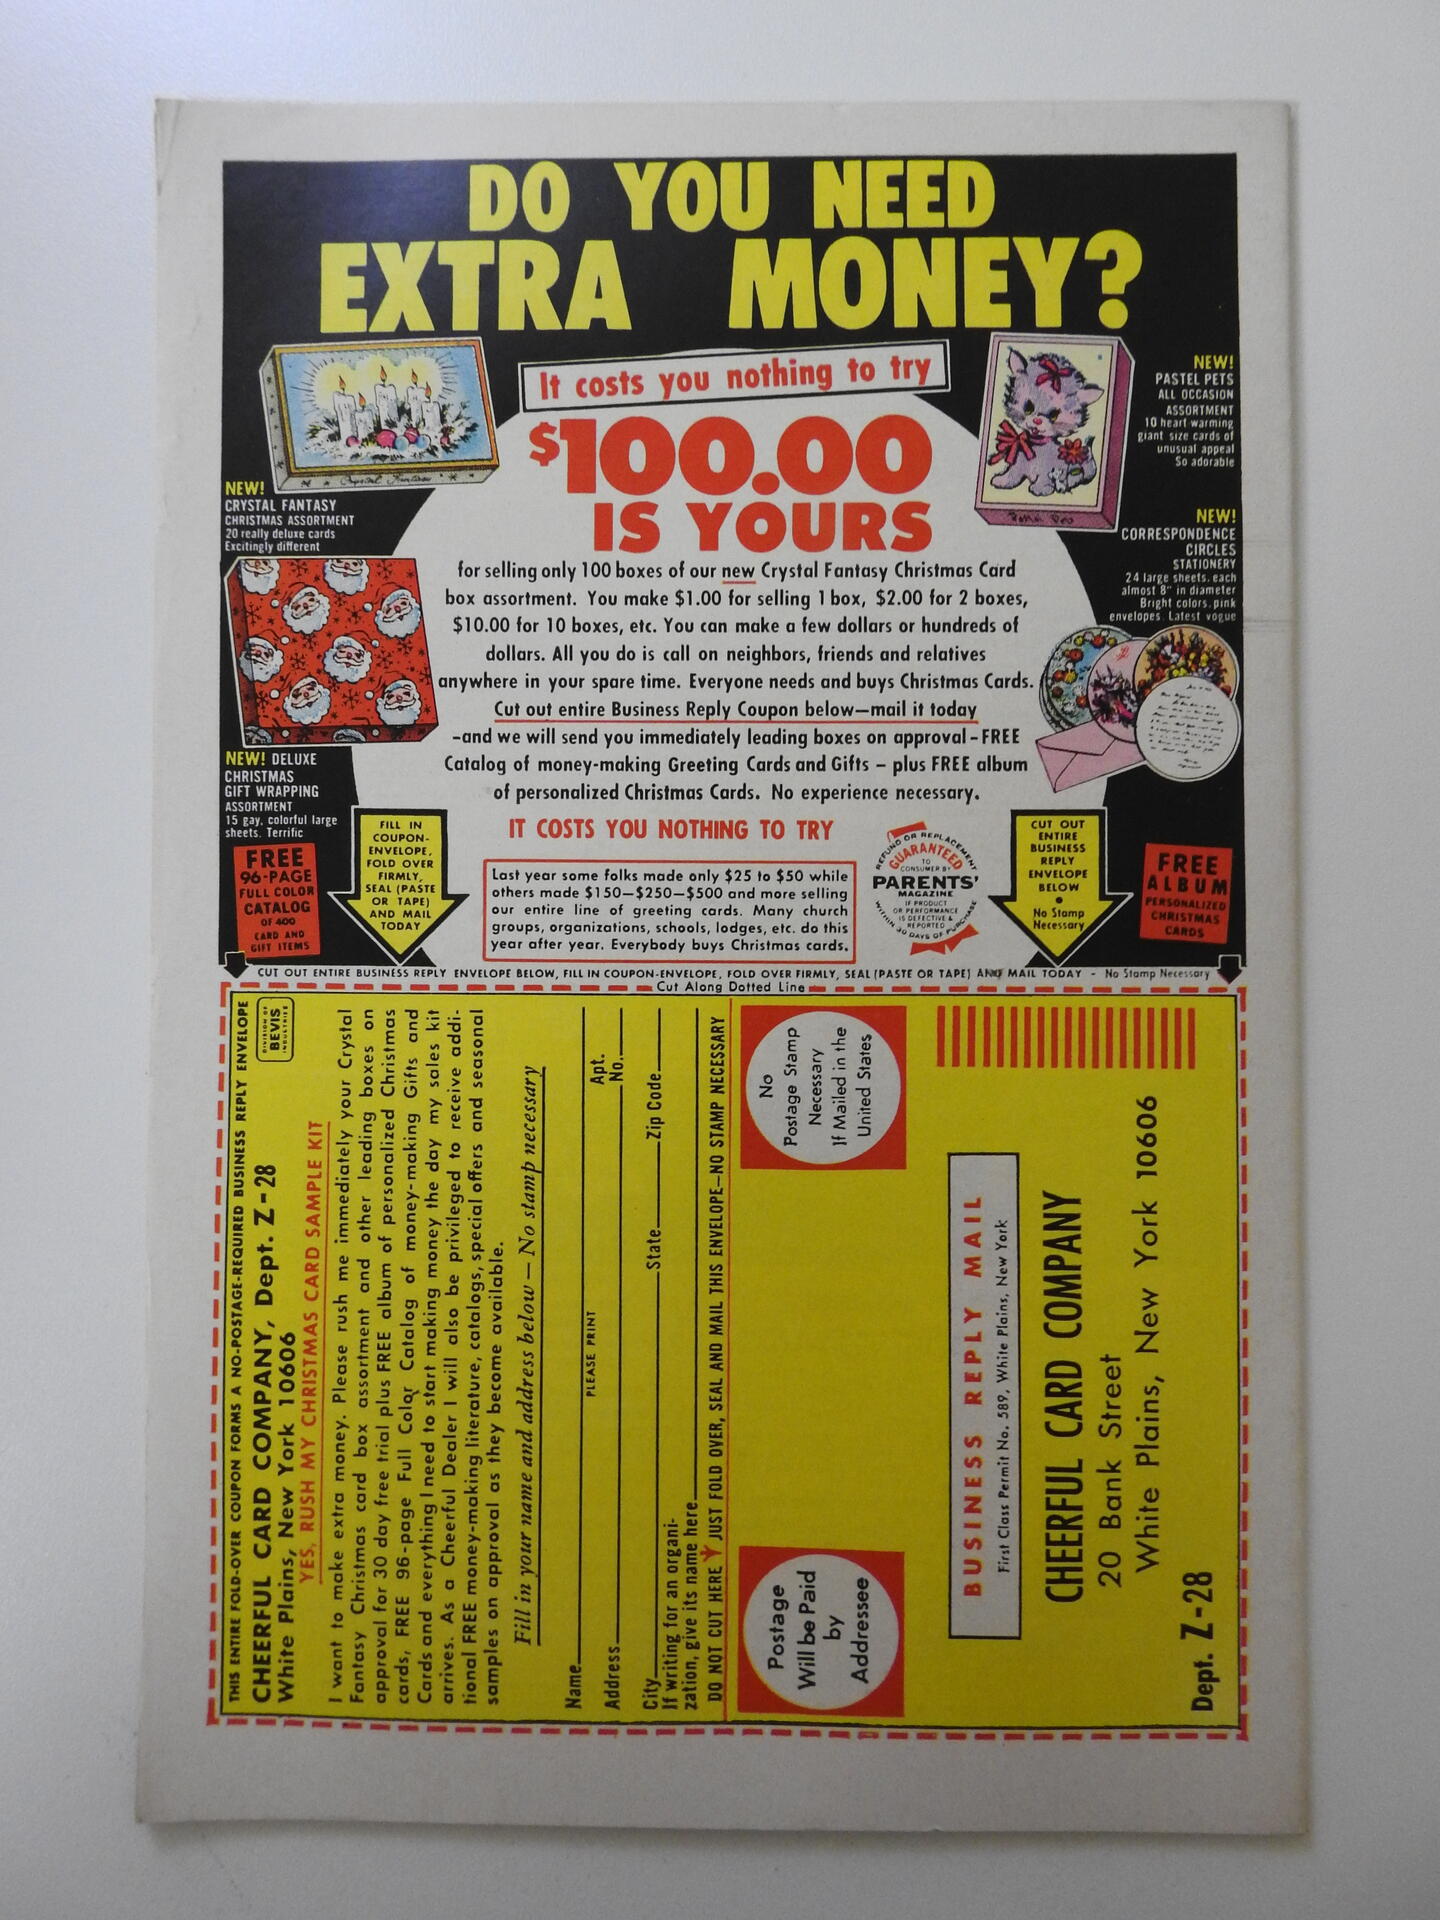 DO YOU NEED
EXTRA MONEY?
It costs you nothing to try
$100.00
IS YOURS
for selling only 100 boxes of our new Crystal Fantasy Christmas Card
box assortment. You make $1.00 for selling 1 box, $2.00 for 2 boxes,
$10.00 for 10 boxes, etc. You can make a few dollars or hundreds of
dollars. All you do is call on neighbors, friends and relatives
anywhere in your spare time. Everyone needs and buys Christmas Cards.
Cut out entire Business Reply Coupon below—mail it today
-and we will send you immediately leading boxes on approval-FREE
Catalog of money-making Greeting Cards and Gifts - plus FREE album
of personalized Christmas Cards. No experience necessary.
IT COSTS YOU NOTHING TO TRY
Crystal Fantasy
NEW!
CRYSTAL FANTASY
CHRISTMAS ASSORTMENT
20 really deluxe cards
Excitingly different
NEW! DELUXE
CHRISTMAS
GIFT WRAPPING
ASSORTMENT
15 gay, colorful large
sheets. Terrific
NEW!
PASTEL PETS
ALL OCCASION
ASSORTMENT
10 heart warming
giant size cards of
unusual appeal
So adorable
NEW!
CORRESPONDENCE
CIRCLES
STATIONERY
24 large sheets, each
almost 8" in diameter
Bright colors, pink
envelopes. Latest vogue
FREE
96-PAGE
FULL COLOR
CATALOG
OF 400
CARD AND
GIFT ITEMS
FILL IN
COUPON-
ENVELOPE,
FOLD OVER
FIRMLY,
SEAL (PASTE
OR TAPE)
AND MAIL
TODAY
Last year some folks made only $25 to $50 while
others made $150—$250—$500 and more selling
our entire line of greeting cards. Many church
groups, organizations, schools, lodges, etc. do this
year after year. Everybody buys Christmas cards.
REFUND OR REPLACEMENT
GUARANTEED
TO
CONSUMER BY
PARENTS'
MAGAZINE
IF PRODUCT
OR PERFORMANCE
IS DEFECTIVE &
REPORTED
WITHIN 30 DAYS OF PURCHASE
CUT OUT
ENTIRE
BUSINESS
REPLY
ENVELOPE
BELOW
•
No Stamp
Necessary
FREE
ALBUM
PERSONALIZED
CHRISTMAS
CARDS
CUT OUT ENTIRE BUSINESS REPLY ENVELOPE BELOW, FILL IN COUPON-ENVELOPE, FOLD OVER FIRMLY, SEAL (PASTE OR TAPE) AND MAIL TODAY - No Stamp Necessary
Cut Along Dotted Line
THIS ENTIRE FOLD-OVER COUPON FORMS A NO-POSTAGE-REQUIRED BUSINESS REPLY ENVELOPE
CHEERFUL CARD COMPANY, Dept. Z-28
White Plains, New York 10606
DIVISION OF
BEVIS
INDUSTRIES
YES, RUSH MY CHRISTMAS CARD SAMPLE KIT
I want to make extra money. Please rush me immediately your Crystal
Fantasy Christmas card box assortment and other leading boxes on
approval for 30 day free trial plus FREE album of personalized Christmas
cards, FREE 96-page Full Color Catalog of money-making Gifts and
Cards and everything I need to start making money the day my sales kit
arrives. As a Cheerful Dealer I will also be privileged to receive addi-
tional FREE money-making literature, catalogs, special offers and seasonal
samples on approval as they become available.
Fill in your name and address below — No stamp necessary
Name
PLEASE PRINT
Address
Apt.
No.
City
State
Zip Code
If writing for an organi-
zation, give its name here
DO NOT CUT HERE JUST FOLD OVER, SEAL AND MAIL THIS ENVELOPE—NO STAMP NECESSARY
Postage
Will be Paid
by
Addressee
No
Postage Stamp
Necessary
If Mailed in the
United States
BUSINESS REPLY MAIL
First Class Permit No. 589, White Plains, New York
CHEERFUL CARD COMPANY
20 Bank Street
White Plains, New York 10606
Dept. Z-28